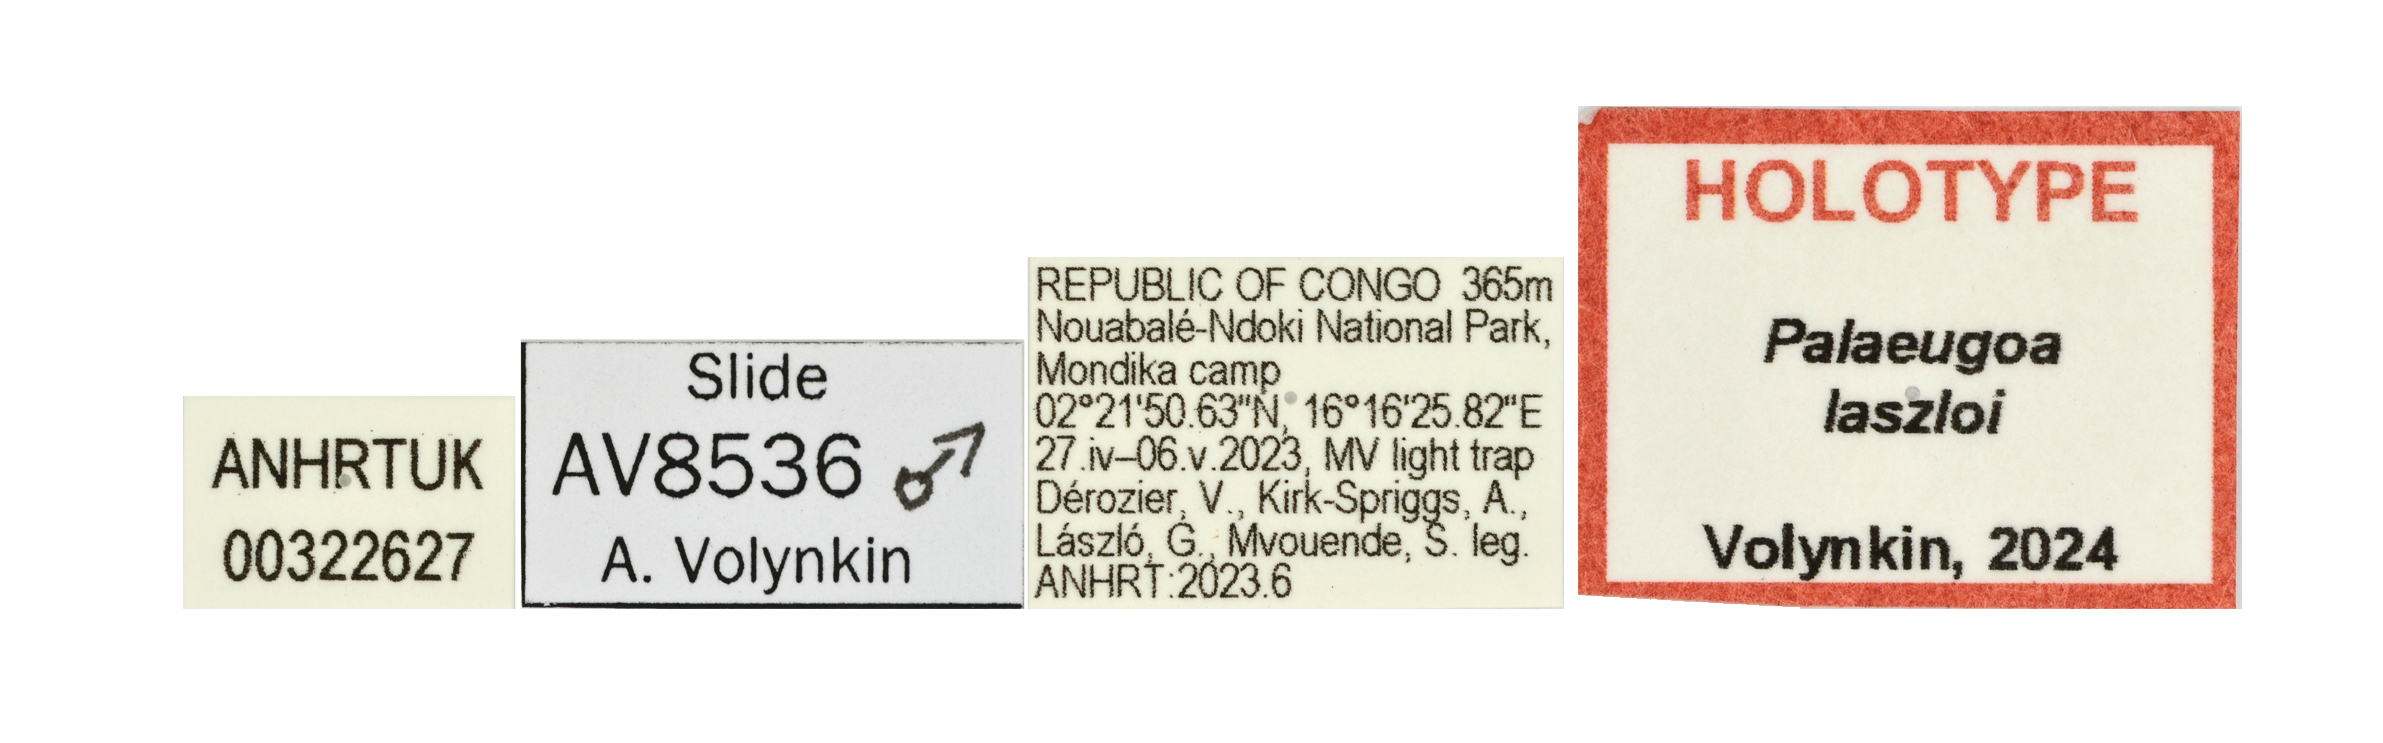 ANHRTUK
00322627
Slide
AV8536 ♂
A. Volynkin
REPUBLIC OF CONGO 365m
Nouabalé-Ndoki National Park,
Mondika camp
02°21'50.63"N, 16°16'25.82"E
27.iv–06.v.2023, MV light trap
Dérozier, V., Kirk-Spriggs, A.,
László, G., Mvouende, S. leg.
ANHRT:2023.6
HOLOTYPE
Palaeugoa
laszloi
Volynkin, 2024